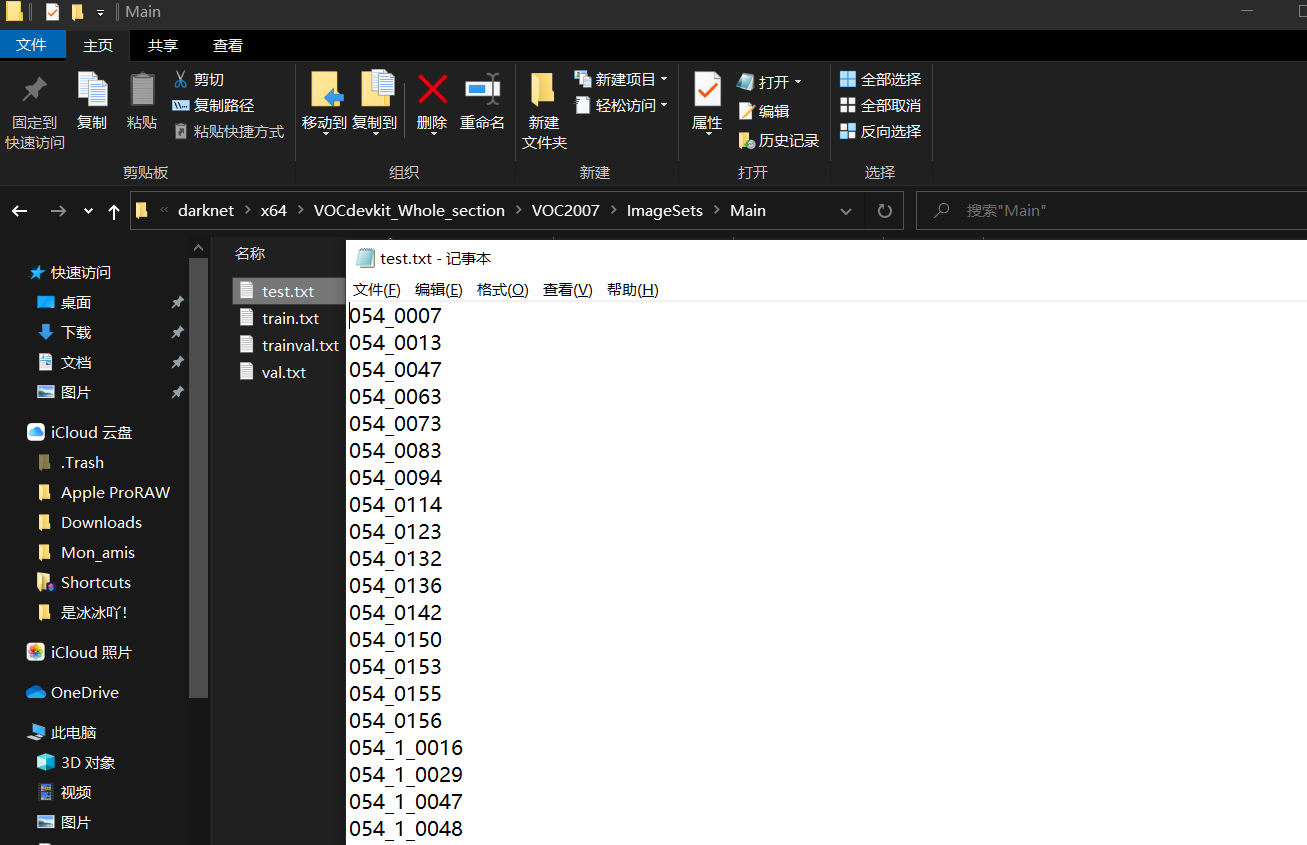 Main
文件 主页 共享 查看
固定到
快速访问
复制
粘贴
剪切
复制路径
粘贴快捷方式
剪贴板
移动到 复制到 删除 重命名
组织
新建
文件夹
新建项目
轻松访问
新建
属性
打开
编辑
历史记录
打开
全部选择
全部取消
反向选择
选择
« darknet > x64 > VOCdevkit_Whole_section > VOC2007 > ImageSets > Main
搜索"Main"
快速访问
桌面
下载
文档
图片
iCloud 云盘
.Trash
Apple ProRAW
Downloads
Mon_amis
Shortcuts
是冰冰吖!
iCloud 照片
OneDrive
此电脑
3D 对象
视频
图片
名称
test.txt
train.txt
trainval.txt
val.txt
test.txt - 记事本
文件(F) 编辑(E) 格式(O) 查看(V) 帮助(H)
054_0007
054_0013
054_0047
054_0063
054_0073
054_0083
054_0094
054_0114
054_0123
054_0132
054_0136
054_0142
054_0150
054_0153
054_0155
054_0156
054_1_0016
054_1_0029
054_1_0047
054_1_0048